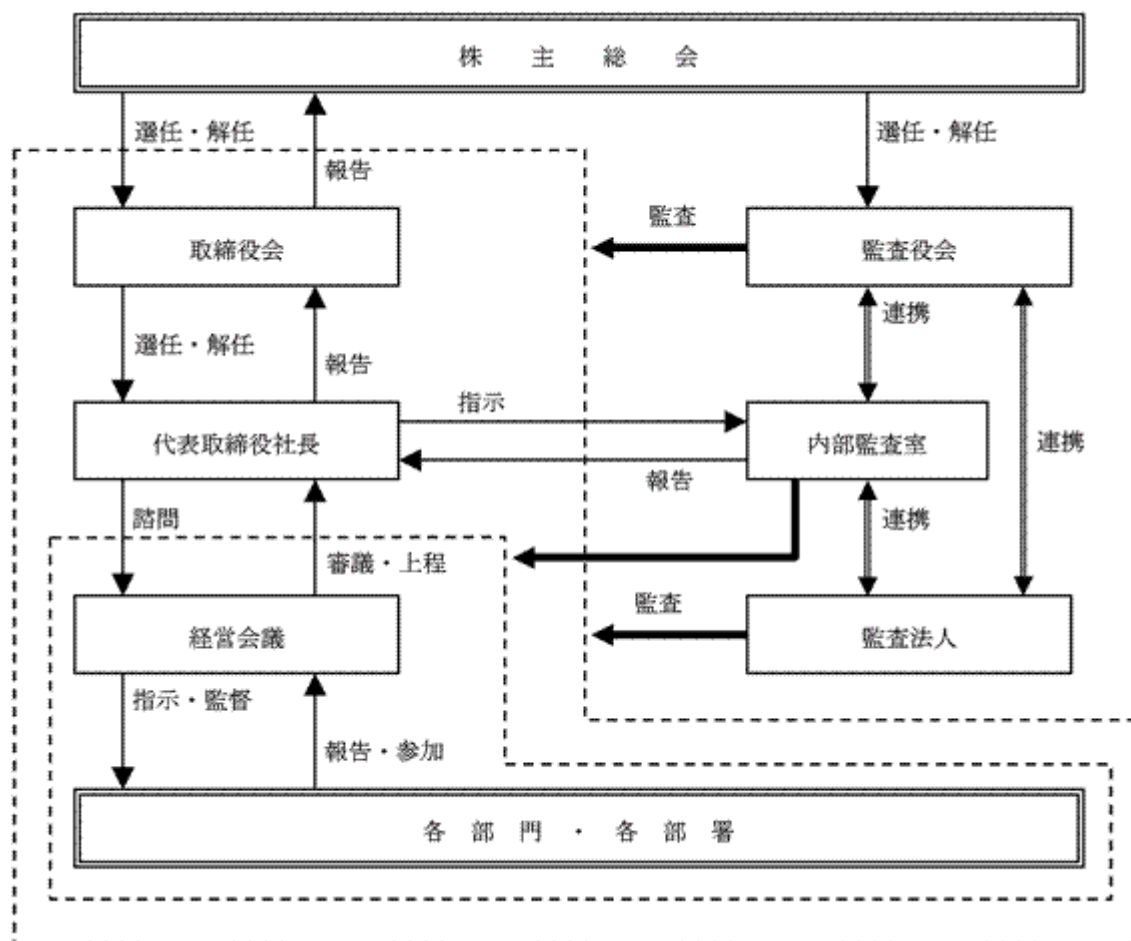 株主総会
選任・解任
報告
選任・解任
取締役会
監査
監査役会
選任・解任
報告
連携
代表取締役社長
指示
報告
内部監査室
連携
諮問
審議・上程
連携
経営会議
監査
監査法人
指示・監督
報告・参加
各部門・各部署